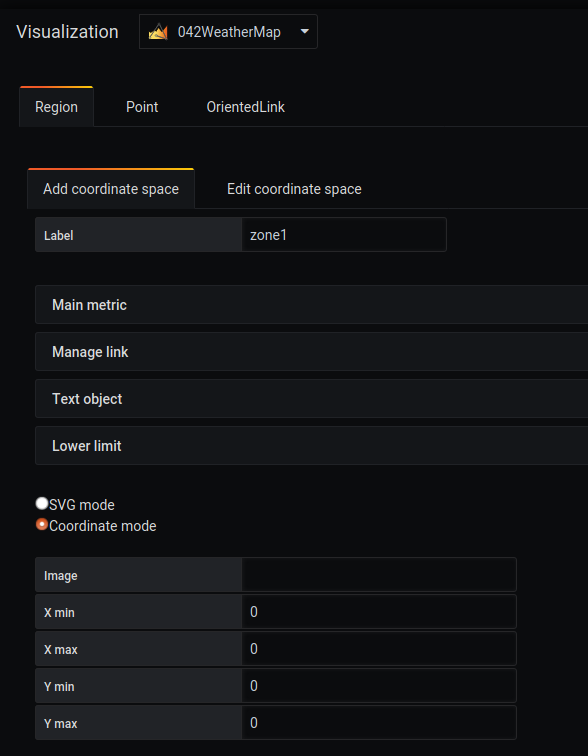 Visualization 042WeatherMap
Region Point OrientedLink
Add coordinate space Edit coordinate space
Label zone1
Main metric
Manage link
Text object
Lower limit
SVG mode
Coordinate mode
Image
X min 0
X max 0
Y min 0
Y max 0